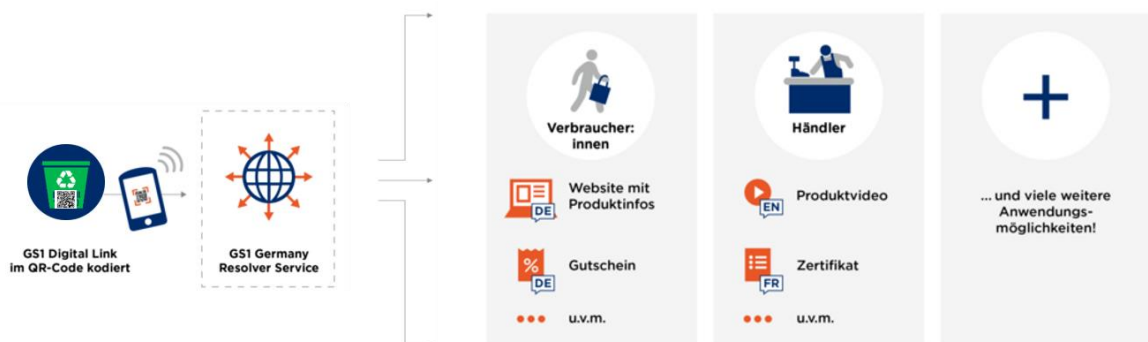 GS1 Digital Link
im QR-Code kodiert
GS1 Germany
Resolver Service
Verbraucher:
innen
DE
Website mit
Produktinfos
%
DE
Gutschein
u.v.m.
Händler
EN
Produktvideo
FR
Zertifikat
u.v.m.
... und viele weitere
Anwendungs-
möglichkeiten!